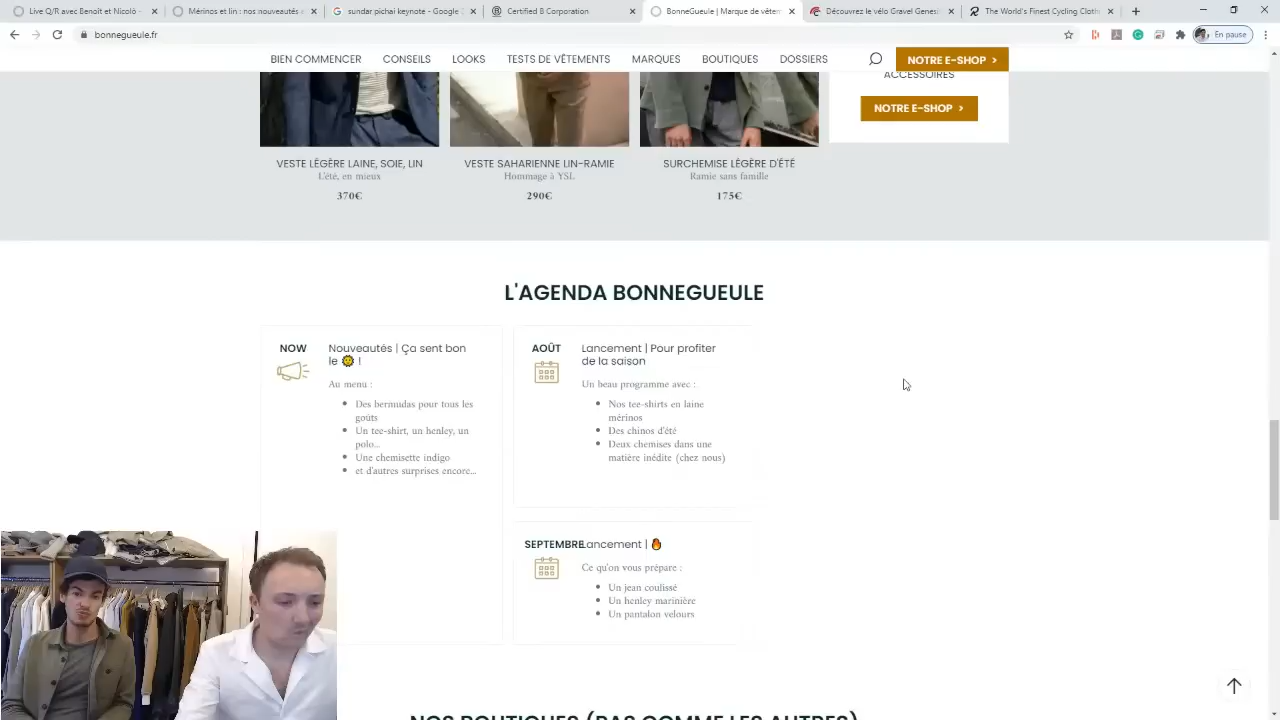 Live Q/R avec Benoît et Nicolò -
Mérinos et lin : nos nouveautés e
sundar.pichai keynote - Google S
Certified B Corporation
BonneGueule | Marque de vêtem
Découvrez le vélo Gravel Genesi
The World's Finest Cycling Clothi
bonnegueule.fr
En pause
BIEN COMMENCER
CONSEILS
LOOKS
TESTS DE VÊTEMENTS
MARQUES
BOUTIQUES
DOSSIERS
NOTRE E-SHOP >
ACCESSOIRES
NOTRE E-SHOP >
VESTE LÉGÈRE LAINE, SOIE, LIN
L'été, en mieux
370€
VESTE SAHARIENNE LIN-RAMIE
Hommage à YSL
290€
SURCHEMISE LÉGÈRE D'ÉTÉ
Ramie sans famille
175€
L'AGENDA BONNEGUEULE
NOW
Nouveautés | Ça sent bon
le 🌞 !
Au menu :
Des bermudas pour tous les
goûts
Un tee-shirt, un henley, un
polo...
Une chemisette indigo
et d'autres surprises encore...
AOÛT
Lancement | Pour profiter
de la saison
Un beau programme avec :
Nos tee-shirts en laine
mérinos
Des chinos d'été
Deux chemises dans une
matière inédite (chez nous)
SEPTEMBRE
Lancement | 🔥
Ce qu'on vous prépare :
Un jean coulissé
Un henley marinière
Un pantalon velours
NOS BOUTIQUES (PAS COMME LES AUTRES)